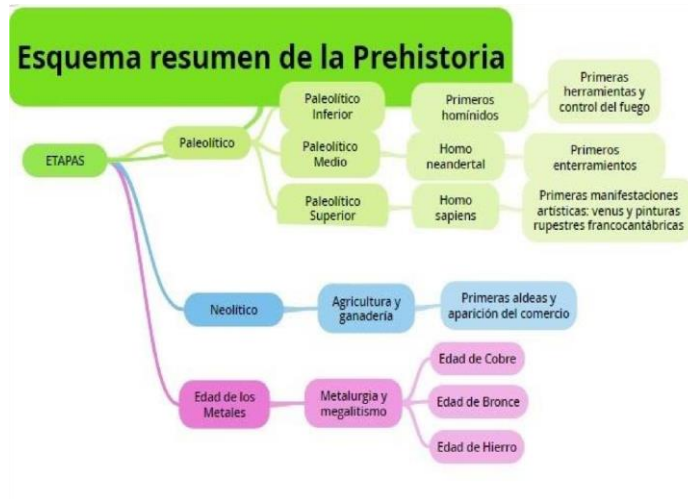 Esquema resumen de la Prehistoria
ETAPAS
Paleolítico
Paleolítico
Inferior
Primeros
homínidos
Primeras
herramientas y
control del fuego
Paleolítico
Medio
Homo
neandertal
Primeros
enterramientos
Paleolítico
Superior
Homo
sapiens
Primeras manifestaciones
artísticas: venus y pinturas
rupestres francocantábricas
Neolítico
Agricultura y
ganadería
Primeras aldeas y
aparición del comercio
Edad de los
Metales
Metalurgia y
megalitismo
Edad de Cobre
Edad de Bronce
Edad de Hierro